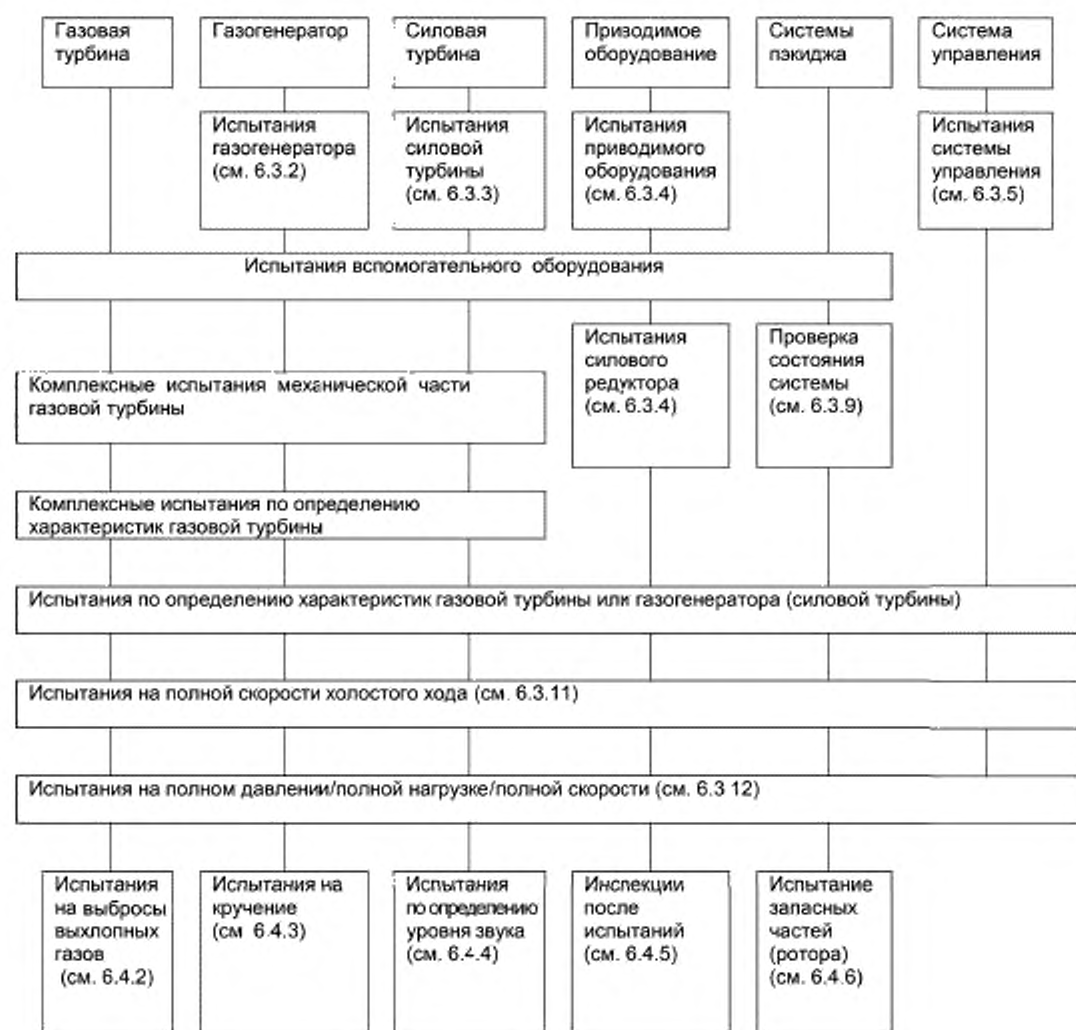 Газовая
турбина
Газогенератор
Силовая
турбина
Приводимое
оборудование
Системы
пэкиджа
Система
управления
Испытания
газогенератора
(см. 6.3.2)
Испытания
силовой
турбины
(см. 6.3.3)
Испытания
приводимого
оборудования
(см. 6.3.4)
Испытания
системы
управления
(см. 6.3.5)
Испытания вспомогательного оборудования
Испытания
силового
редуктора
(см. 6.3.4)
Проверка
состояния
системы
(см. 6.3.9)
Комплексные испытания механической части
газовой турбины
Комплексные испытания по определению
характеристик газовой турбины
Испытания по определению характеристик газовой турбины или газогенератора (силовой турбины)
Испытания на полной скорости холостого хода (см. 6.3.11)
Испытания на полном давлении/полной нагрузке/полной скорости (см. 6.3 12)
Испытания
на выбросы
выхлопных
газов
(см. 6.4.2)
Испытания на
кручение
(см 6.4.3)
Испытания
по определению
уровня звука
(см. 6.4.4)
Инспекции
после
испытаний
(см. 6.4.5)
Испытание
запасных
частей
(ротора)
(см. 6.4.6)